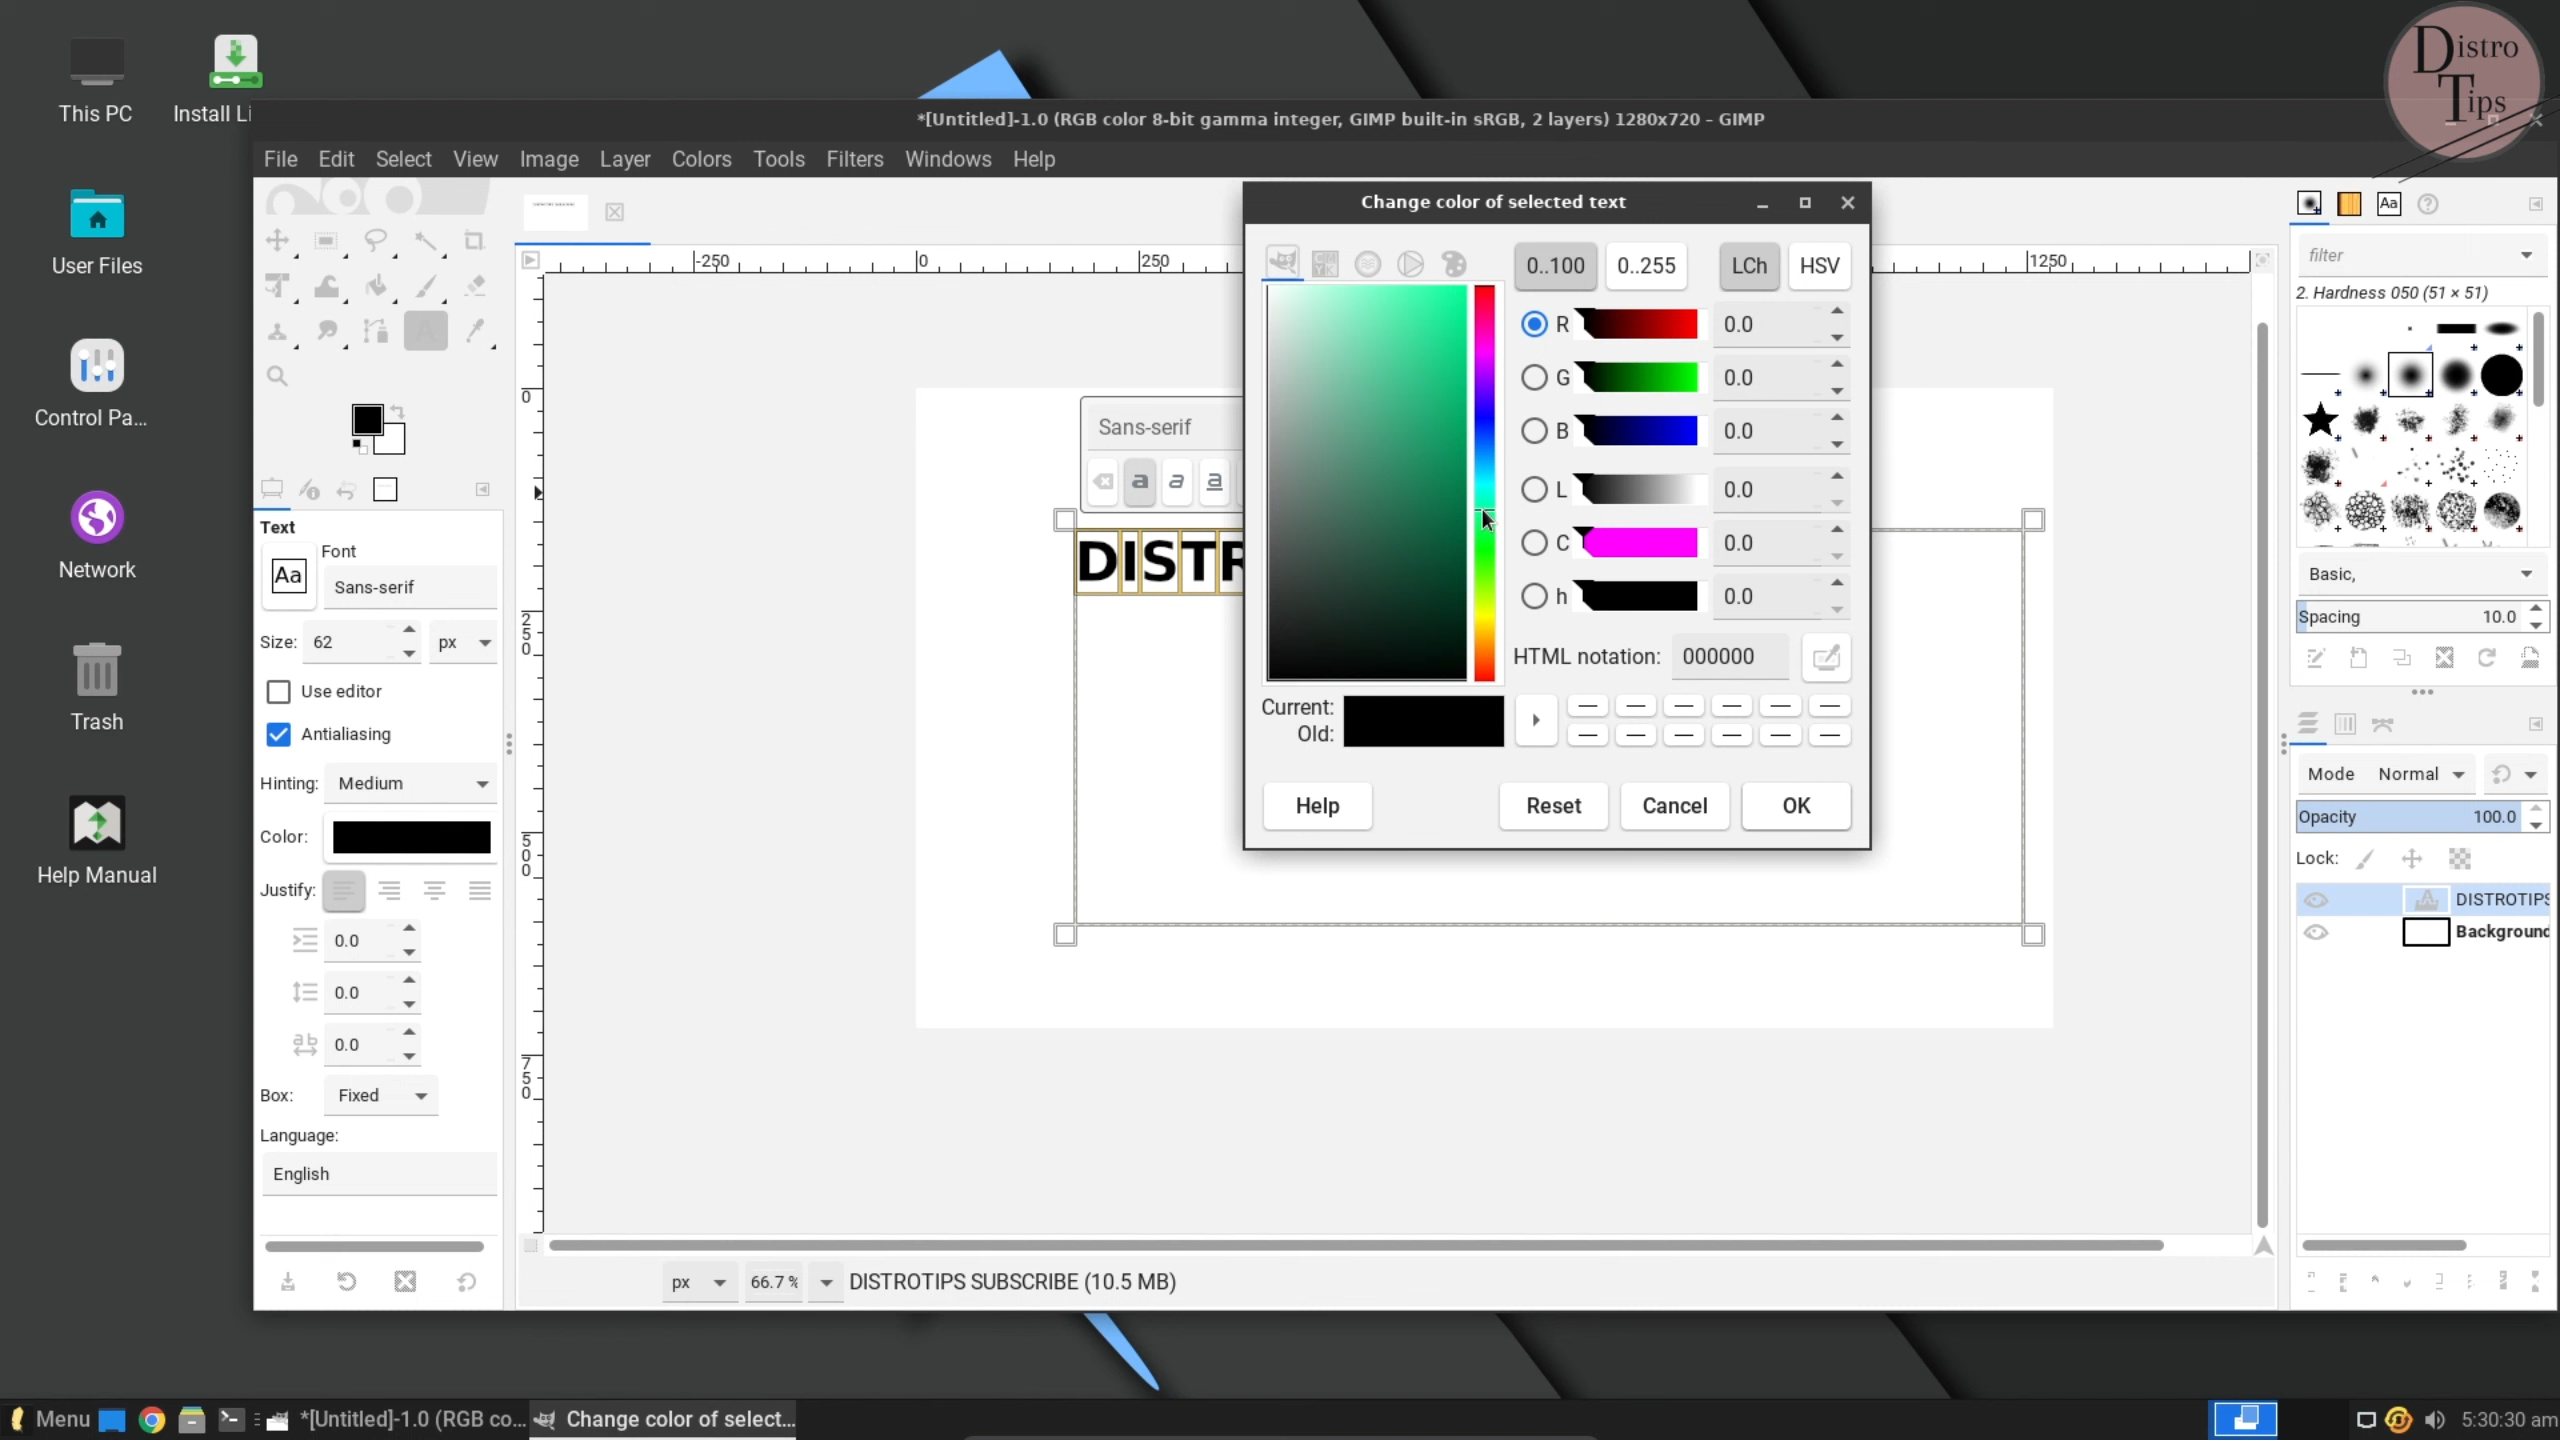 This PC
Install Li
User Files
Control Pa...
Network
Trash
Help Manual
Distro
Tips
*[Untitled]-1.0 (RGB color 8-bit gamma integer, GIMP built-in sRGB, 2 layers) 1280x720 – GIMP
File Edit Select View Image Layer Colors Tools Filters Windows Help
-250 0 250 1250
0
250
500
750
Text
Aa
Font
Sans-serif
Size: 62 px
Use editor
Antialiasing
Hinting: Medium
Color:
Justify:
0.0
0.0
0.0
Box: Fixed
Language:
English
Sans-serif
a a a
DISTR
Change color of selected text
0..100 0..255 LCh HSV
R 0.0
G 0.0
B 0.0
L 0.0
C 0.0
h 0.0
HTML notation: 000000
Current:
Old:
Help Reset Cancel OK
Aa
filter
2. Hardness 050 (51 × 51)
Basic,
Spacing 10.0
Mode Normal
Opacity 100.0
Lock:
DISTROTIPS
Background
px 66.7 % DISTROTIPS SUBSCRIBE (10.5 MB)
Menu
*[Untitled]-1.0 (RGB co...
Change color of select...
5:30:30 am